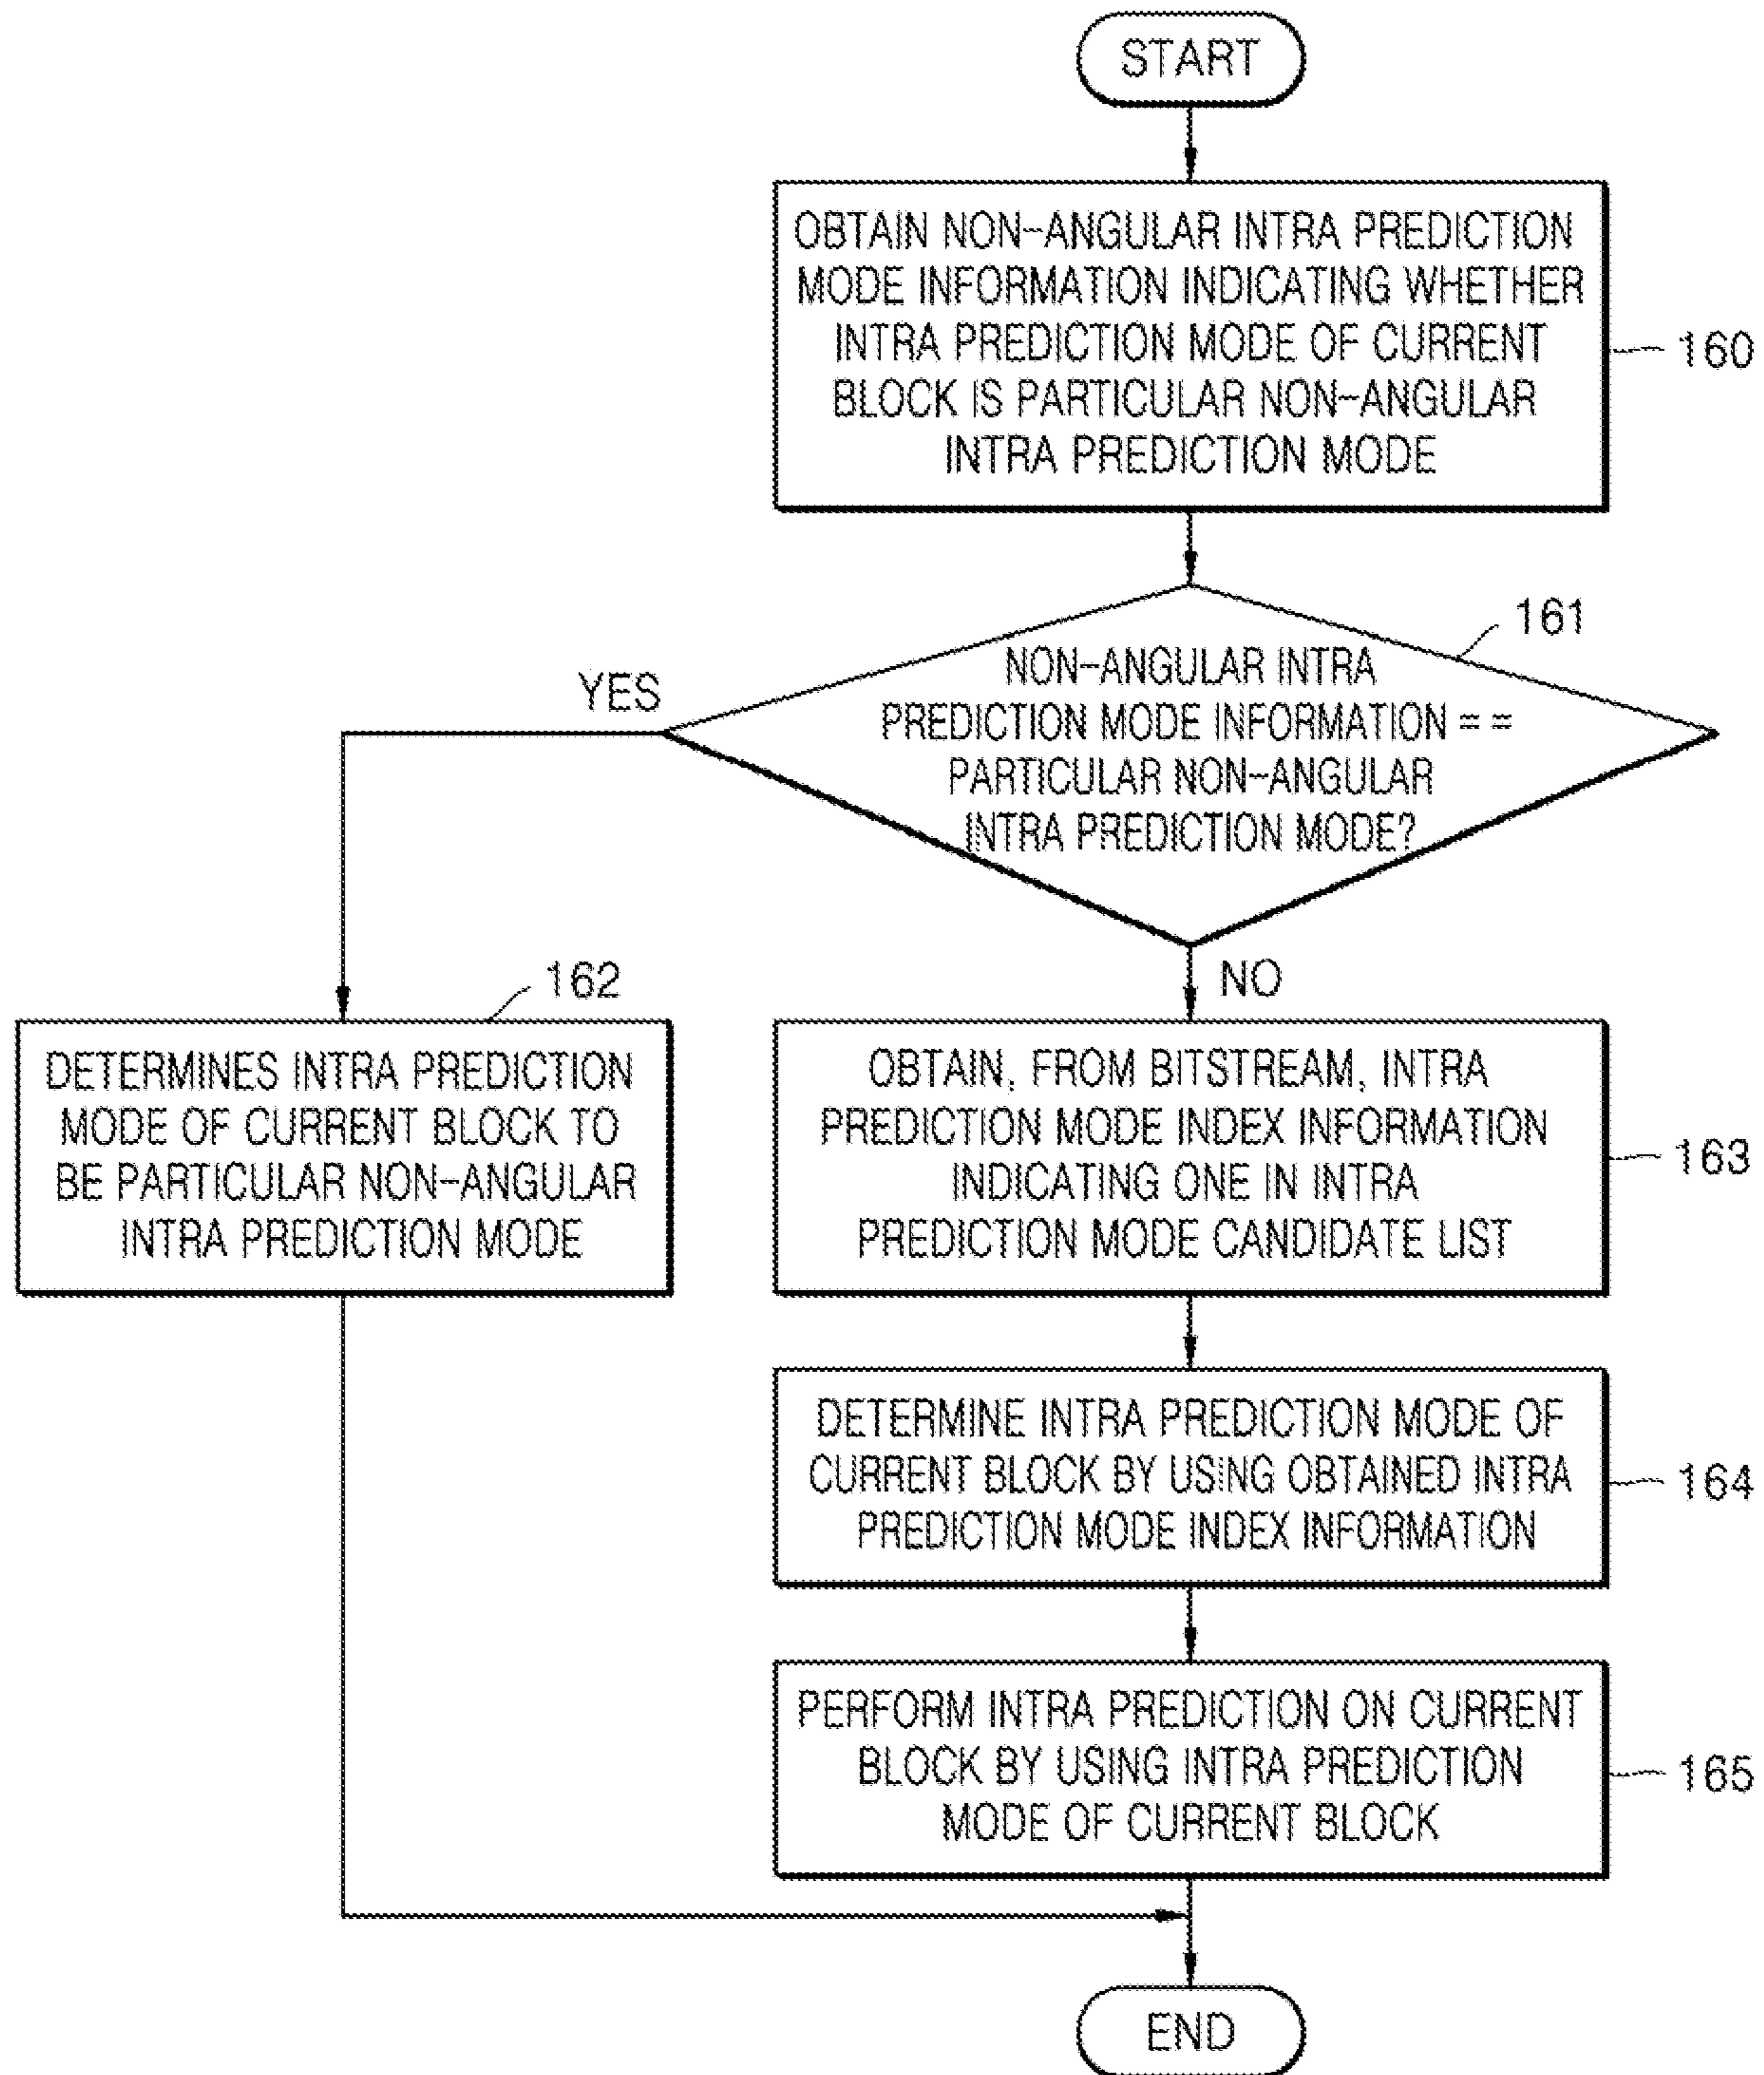 START
OBTAIN NON-ANGULAR INTRA PREDICTION
MODE INFORMATION INDICATING WHETHER
INTRA PREDICTION MODE OF CURRENT
BLOCK IS PARTICULAR NON-ANGULAR
INTRA PREDICTION MODE
160
161
NON-ANGULAR INTRA
PREDICTION MODE INFORMATION = =
PARTICULAR NON-ANGULAR
INTRA PREDICTION MODE?
YES
NO
162
DETERMINES INTRA PREDICTION
MODE OF CURRENT BLOCK TO
BE PARTICULAR NON-ANGULAR
INTRA PREDICTION MODE
OBTAIN, FROM BITSTREAM, INTRA
PREDICTION MODE INDEX INFORMATION
INDICATING ONE IN INTRA
PREDICTION MODE CANDIDATE LIST
163
DETERMINE INTRA PREDICTION MODE OF
CURRENT BLOCK BY USING OBTAINED INTRA
PREDICTION MODE INDEX INFORMATION
164
PERFORM INTRA PREDICTION ON CURRENT
BLOCK BY USING INTRA PREDICTION
MODE OF CURRENT BLOCK
165
END